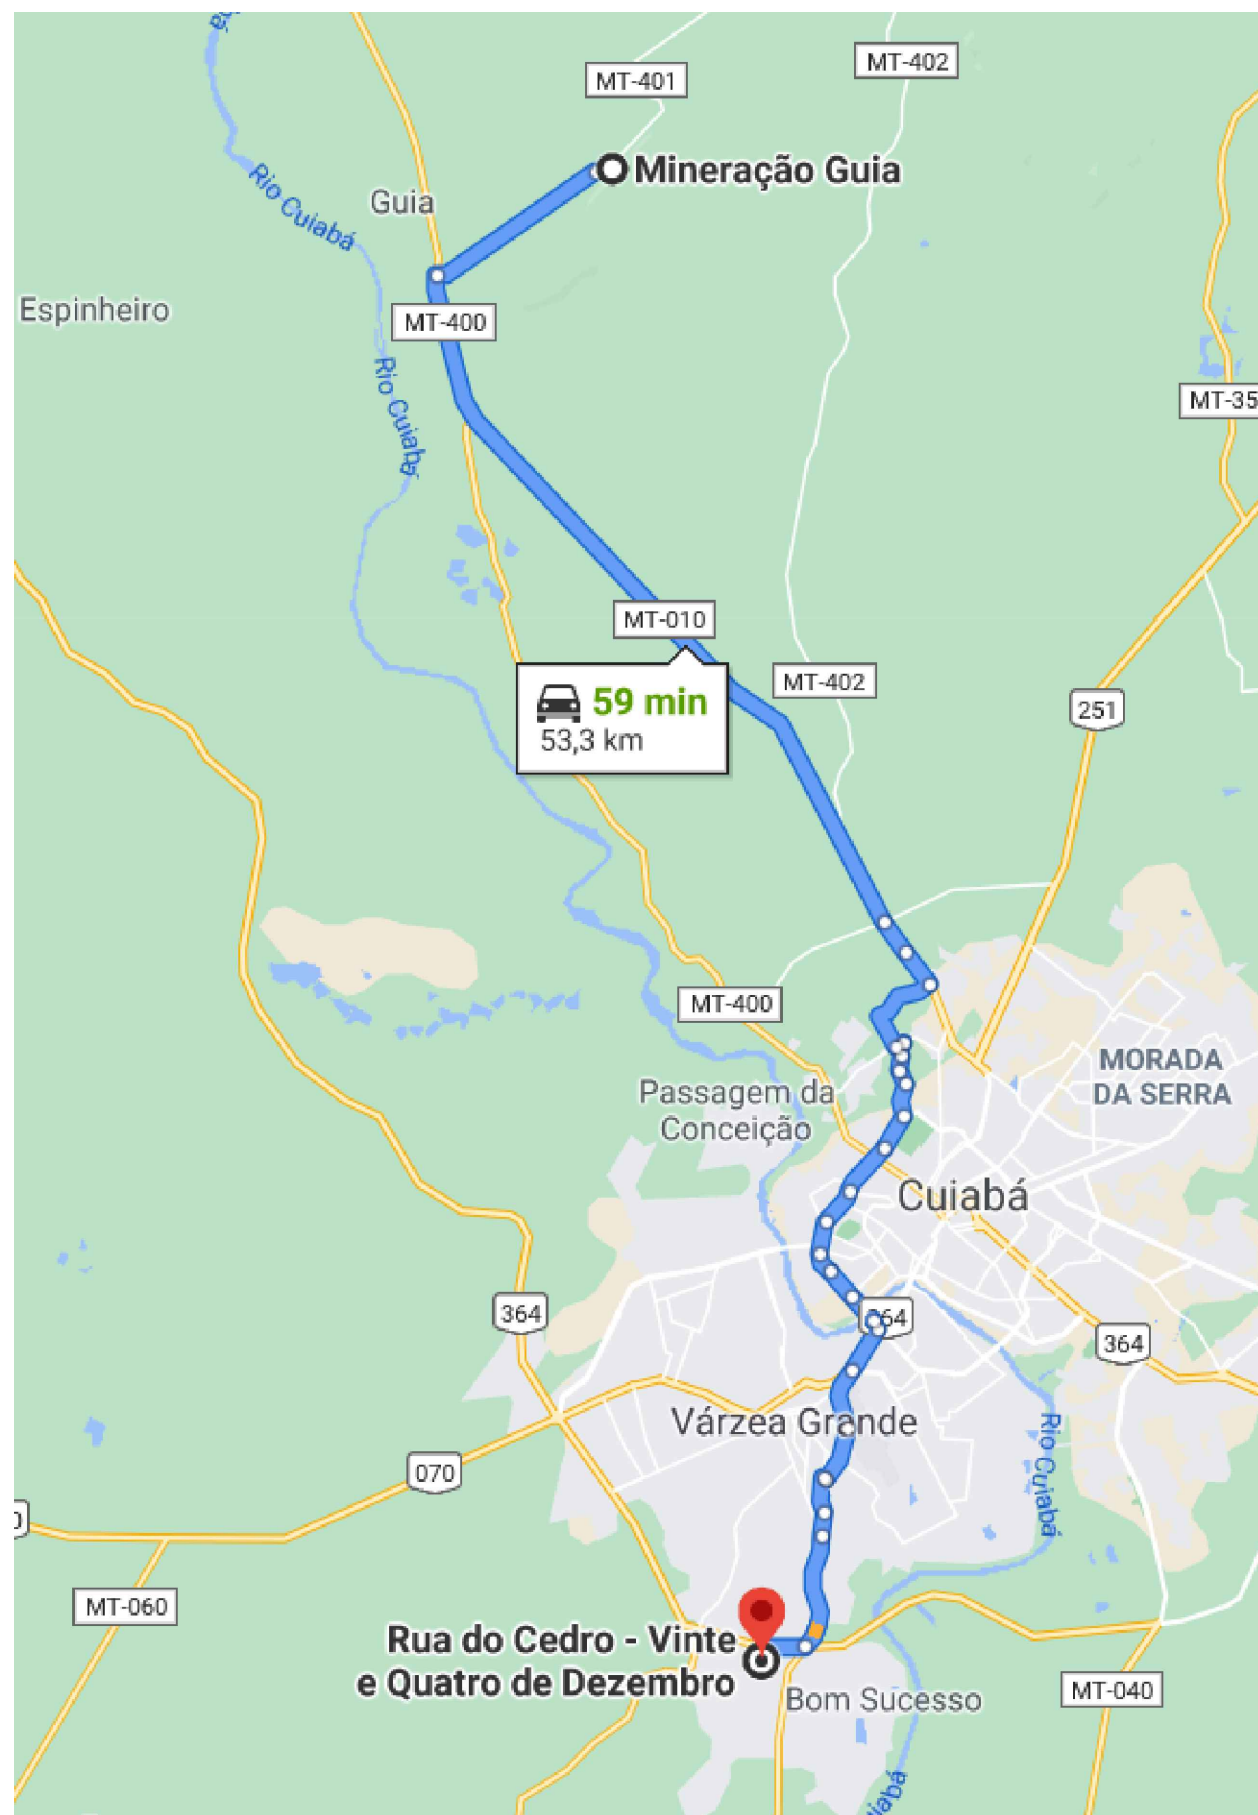 MT-402
MT-401
Mineração Guia
Rio Cuiabá
Guia
Espinheiro
MT-400
Rio Cuiabá
MT-35
MT-010
MT-402
59 min
53,3 km
251
MT-400
MORADA
DA SERRA
Passagem da
Conceição
Cuiabá
364
364
364
Várzea Grande
Rio Cuiabá
070
MT-060
Rua do Cedro - Vinte
e Quatro de Dezembro
Bom Sucesso
MT-040
uiabá